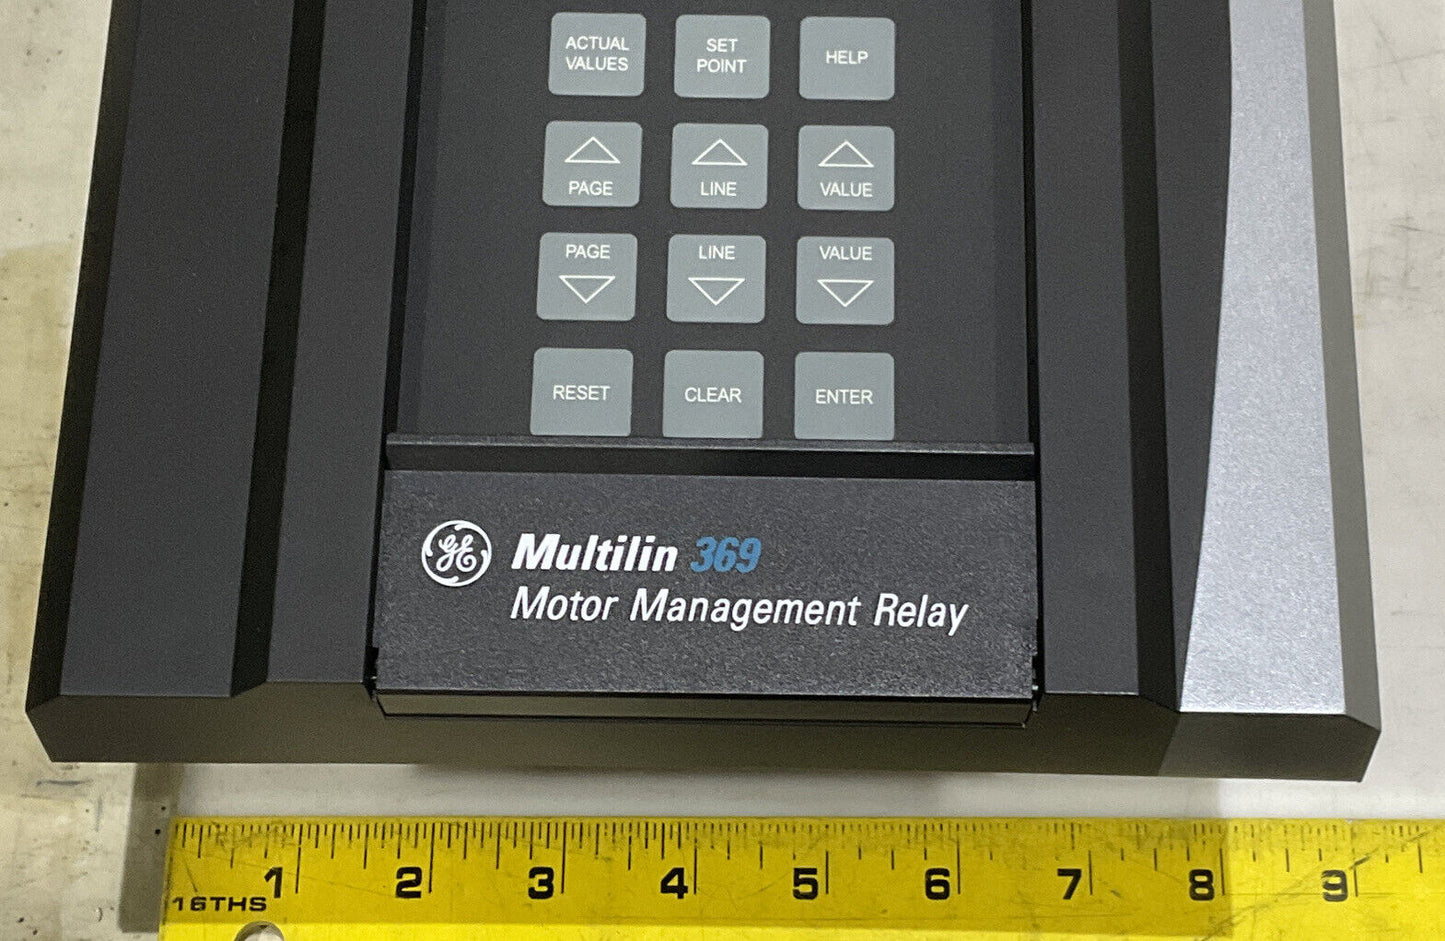 ACTUAL
VALUES
SET
POINT
HELP
PAGE
LINE
VALUE
PAGE
LINE
VALUE
RESET
CLEAR
ENTER
GE Multilin 369
Motor Management Relay
1 2 3 4 5 6 7 8 9
16THS